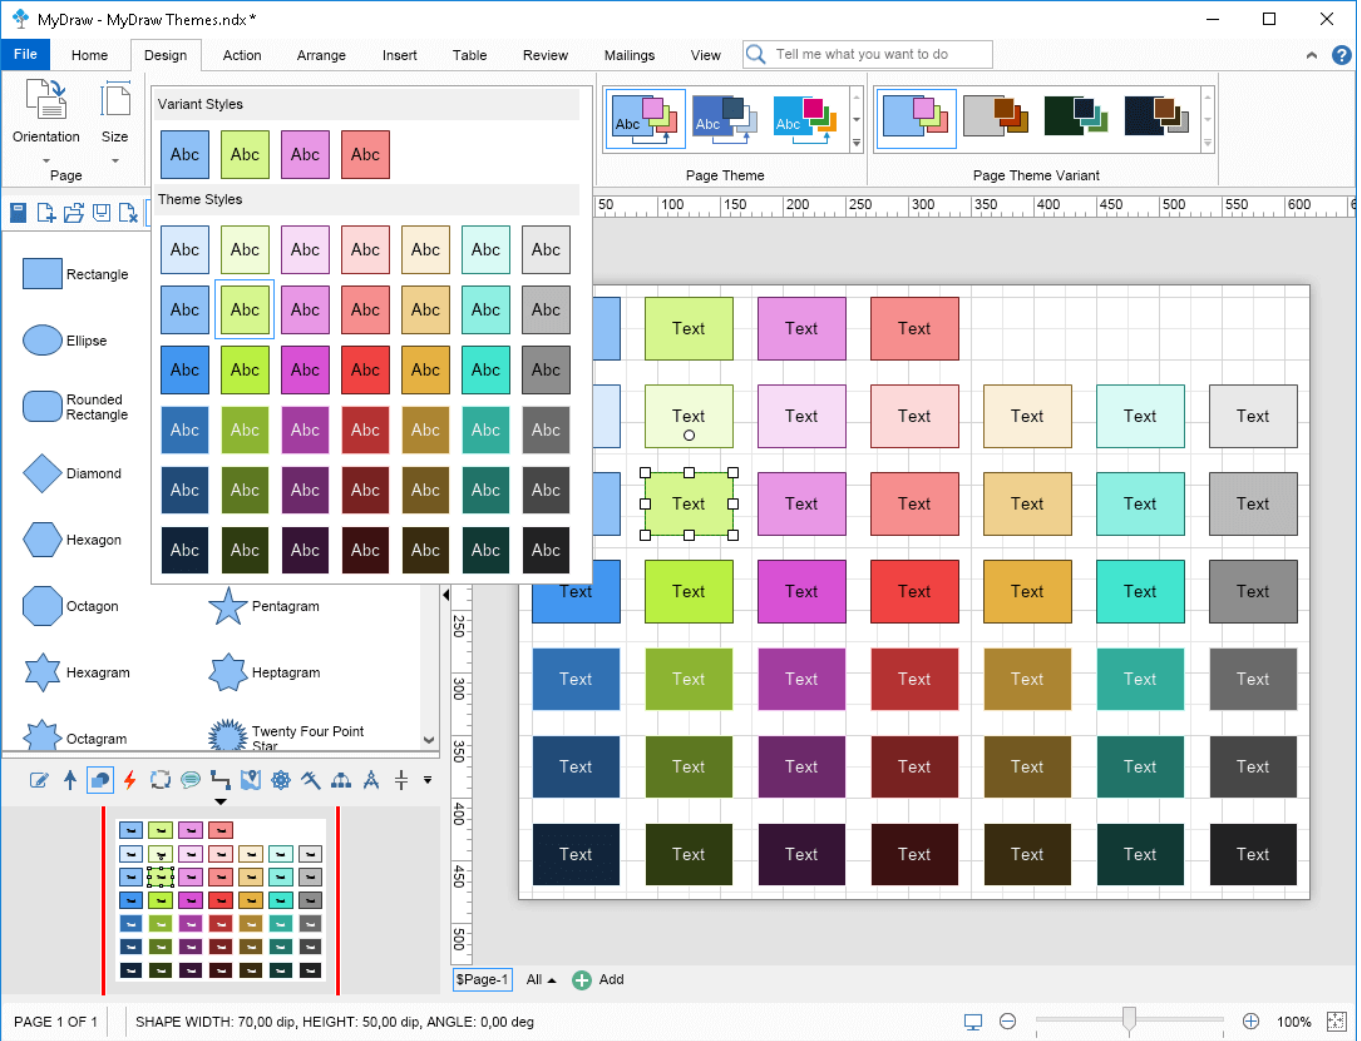 MyDraw - MyDraw Themes.ndx *
File Home Design Action Arrange Insert Table Review Mailings View Tell me what you want to do
Orientation Size
Page
Variant Styles
Abc Abc Abc Abc
Theme Styles
Abc Abc Abc Abc Abc Abc Abc
Abc Abc Abc Abc Abc Abc Abc
Abc Abc Abc Abc Abc Abc Abc
Abc Abc Abc Abc Abc Abc Abc
Abc Abc Abc Abc Abc Abc Abc
Abc Abc Abc Abc Abc Abc Abc
Abc Abc Abc
Page Theme
Page Theme Variant
50 100 150 200 250 300 350 400 450 500 550 600
Rectangle
Ellipse
Rounded
Rectangle
Diamond
Hexagon
Octagon Pentagram
Hexagram Heptagram
Octagram Twenty Four Point
Star
250
300
350
400
450
500
Text Text Text
Text Text Text Text Text Text
Text Text Text Text Text Text
Text Text Text Text Text Text Text
Text Text Text Text Text Text Text
Text Text Text Text Text Text Text
Text Text Text Text Text Text Text
$Page-1 All Add
PAGE 1 OF 1 SHAPE WIDTH: 70,00 dip, HEIGHT: 50,00 dip, ANGLE: 0,00 deg 100%